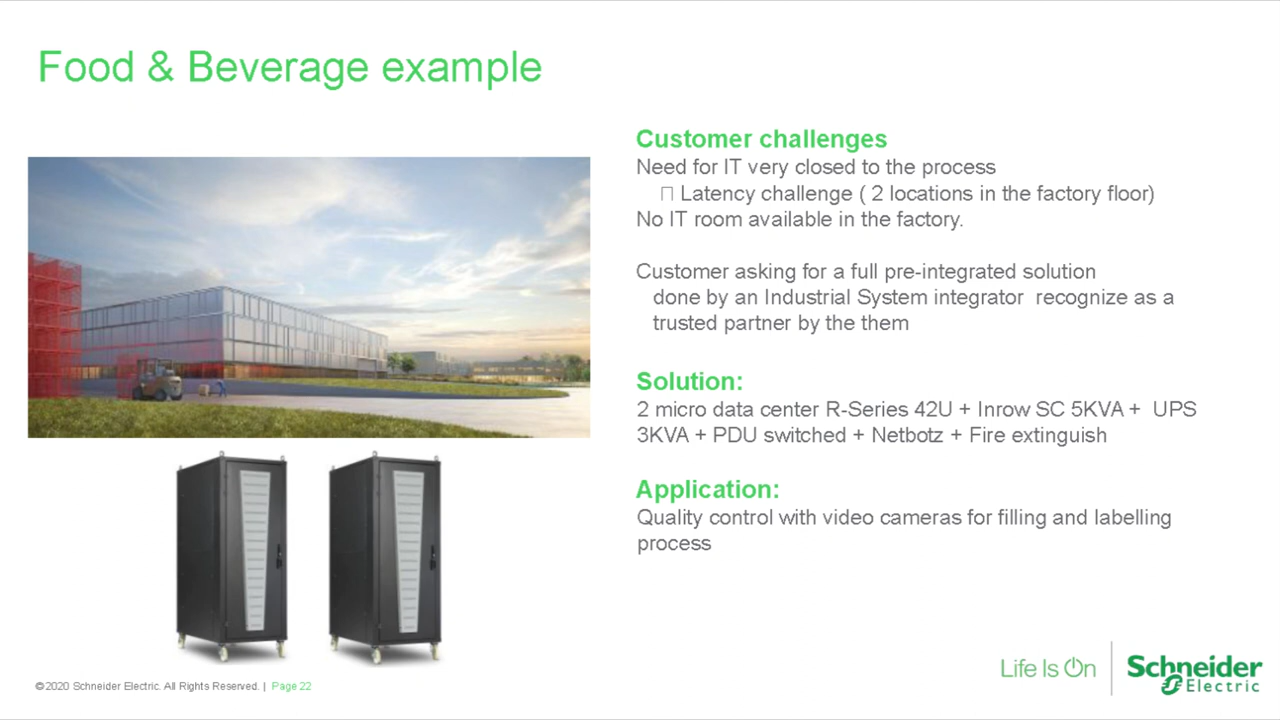 Food & Beverage example
Customer challenges
Need for IT very closed to the process
Latency challenge ( 2 locations in the factory floor)
No IT room available in the factory.
Customer asking for a full pre-integrated solution
done by an Industrial System integrator recognize as a
trusted partner by the them
Solution:
2 micro data center R-Series 42U + Inrow SC 5KVA + UPS
3KVA + PDU switched + Netbotz + Fire extinguish
Application:
Quality control with video cameras for filling and labelling
process
©2020 Schneider Electric. All Rights Reserved. | Page 22
Life Is On
Schneider
Electric